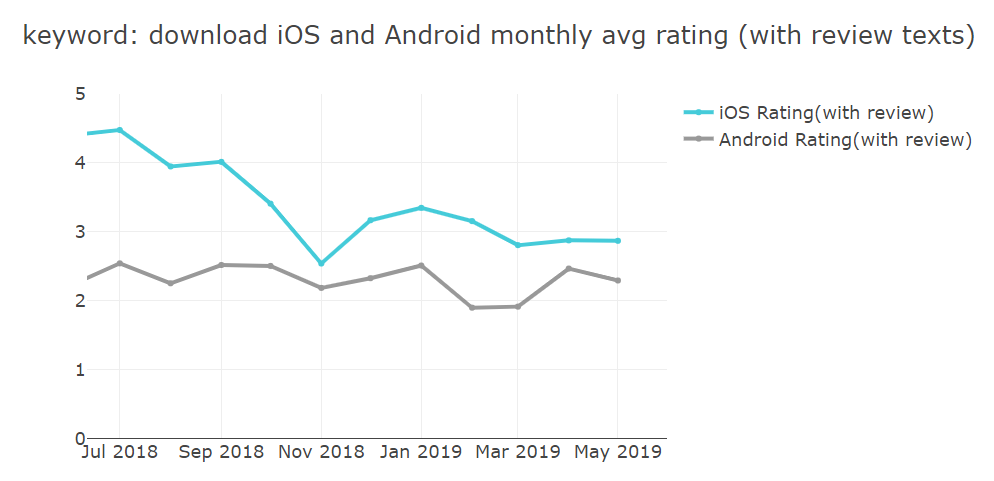 keyword: download iOS and Android monthly avg rating (with review texts)
5
4
3
2
1
0
Jul 2018 Sep 2018 Nov 2018 Jan 2019 Mar 2019 May 2019
iOS Rating(with review)
Android Rating(with review)